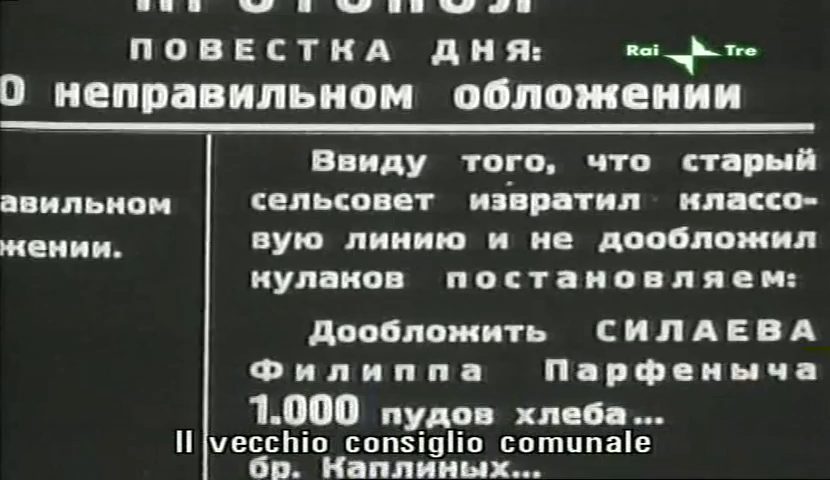 ПРОТОКОЛ
ПОВЕСТКА ДНЯ:
Rai Tre
О неправильном обложении
авильном
жении.
Ввиду того, что старый
сельсовет извратил классо-
вую линию и не дообложил
кулаков постановляем:
Дообложить СИЛАЕВА
Филиппа Парфеныча
1.000 пудов хлеба...
Il vecchio consiglio comunale
бр. Каплиных...